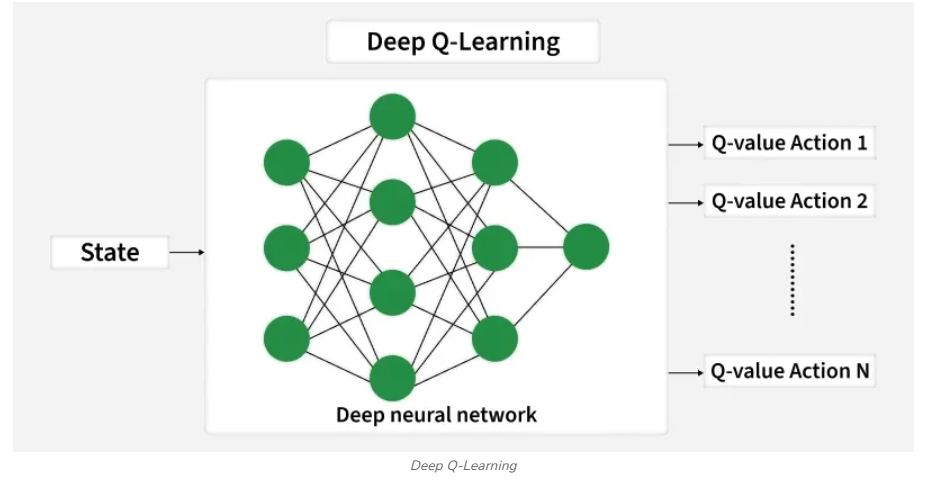 Deep Q-Learning
Q-value Action 1
Q-value Action 2
State
Q-value Action N
Deep neural network
Deep Q-Learning